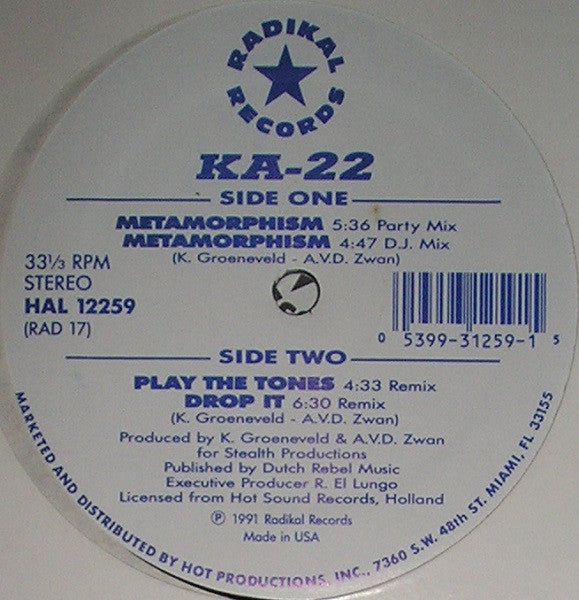 RADIKAL
RECORDS
KA-22
SIDE ONE
METAMORPHISM 5:36 Party Mix
METAMORPHISM 4:47 D.J. Mix
(K. Groeneveld - A.V.D. Zwan)
33⅓ RPM
STEREO
HAL 12259
(RAD 17)
0 5399-31259-1 5
SIDE TWO
PLAY THE TONES 4:33 Remix
DROP IT 6:30 Remix
(K. Groeneveld - A.V.D. Zwan)
Produced by K. Groeneveld & A.V.D. Zwan
for Stealth Productions
Published by Dutch Rebel Music
Executive Producer R. El Lungo
Licensed from Hot Sound Records, Holland
℗ 1991 Radikal Records
Made in USA
MARKETED AND DISTRIBUTED BY HOT PRODUCTIONS, INC., 7360 S.W. 48th ST. MIAMI, FL 33155